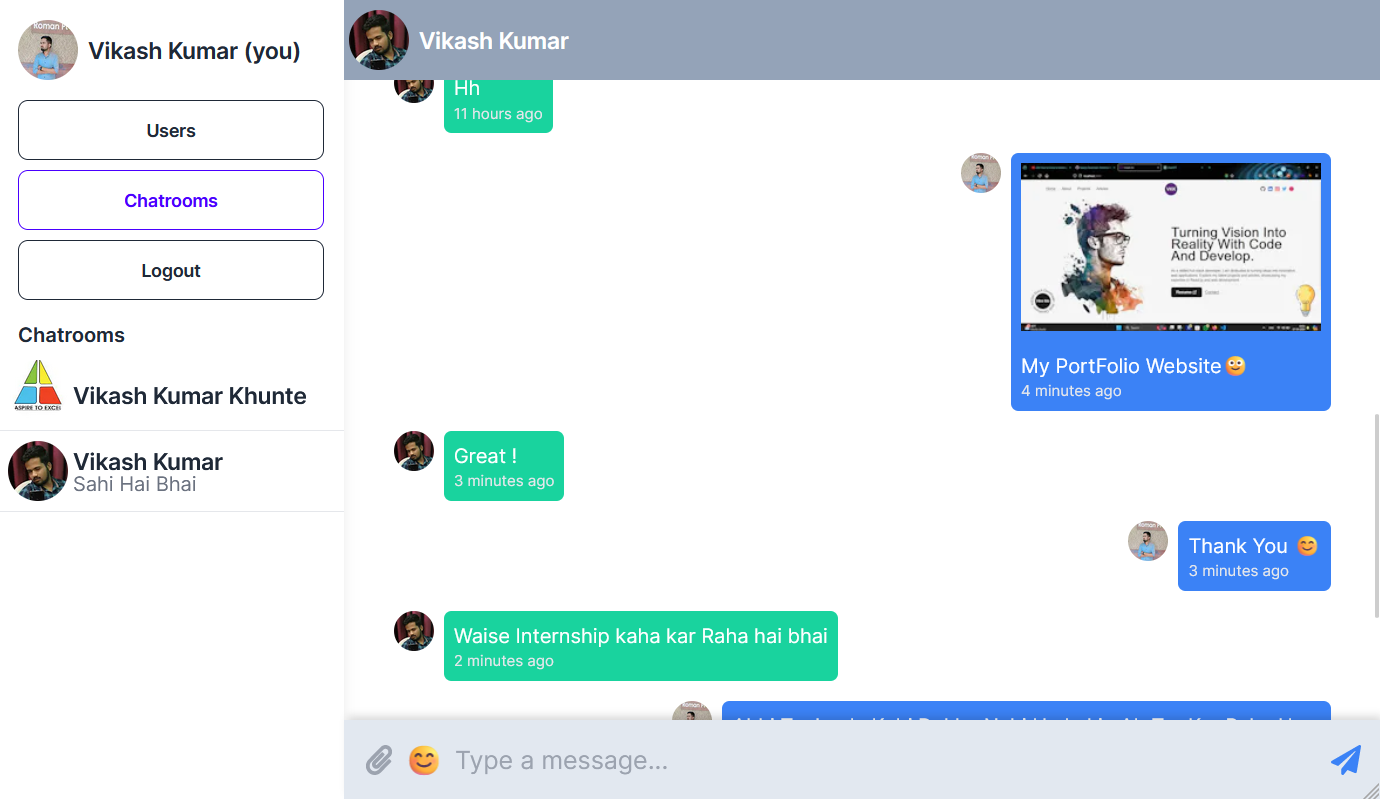 Vikash Kumar (you)
Users
Chatrooms
Logout
Chatrooms
ASPIRE TO EXCEL
Vikash Kumar Khunte
Vikash Kumar
Sahi Hai Bhai
Vikash Kumar
Hh
11 hours ago
Turning Vision Into
Reality With Code
And Develop.
My PortFolio Website
4 minutes ago
Great !
3 minutes ago
Thank You
3 minutes ago
Waise Internship kaha kar Raha hai bhai
2 minutes ago
Type a message...